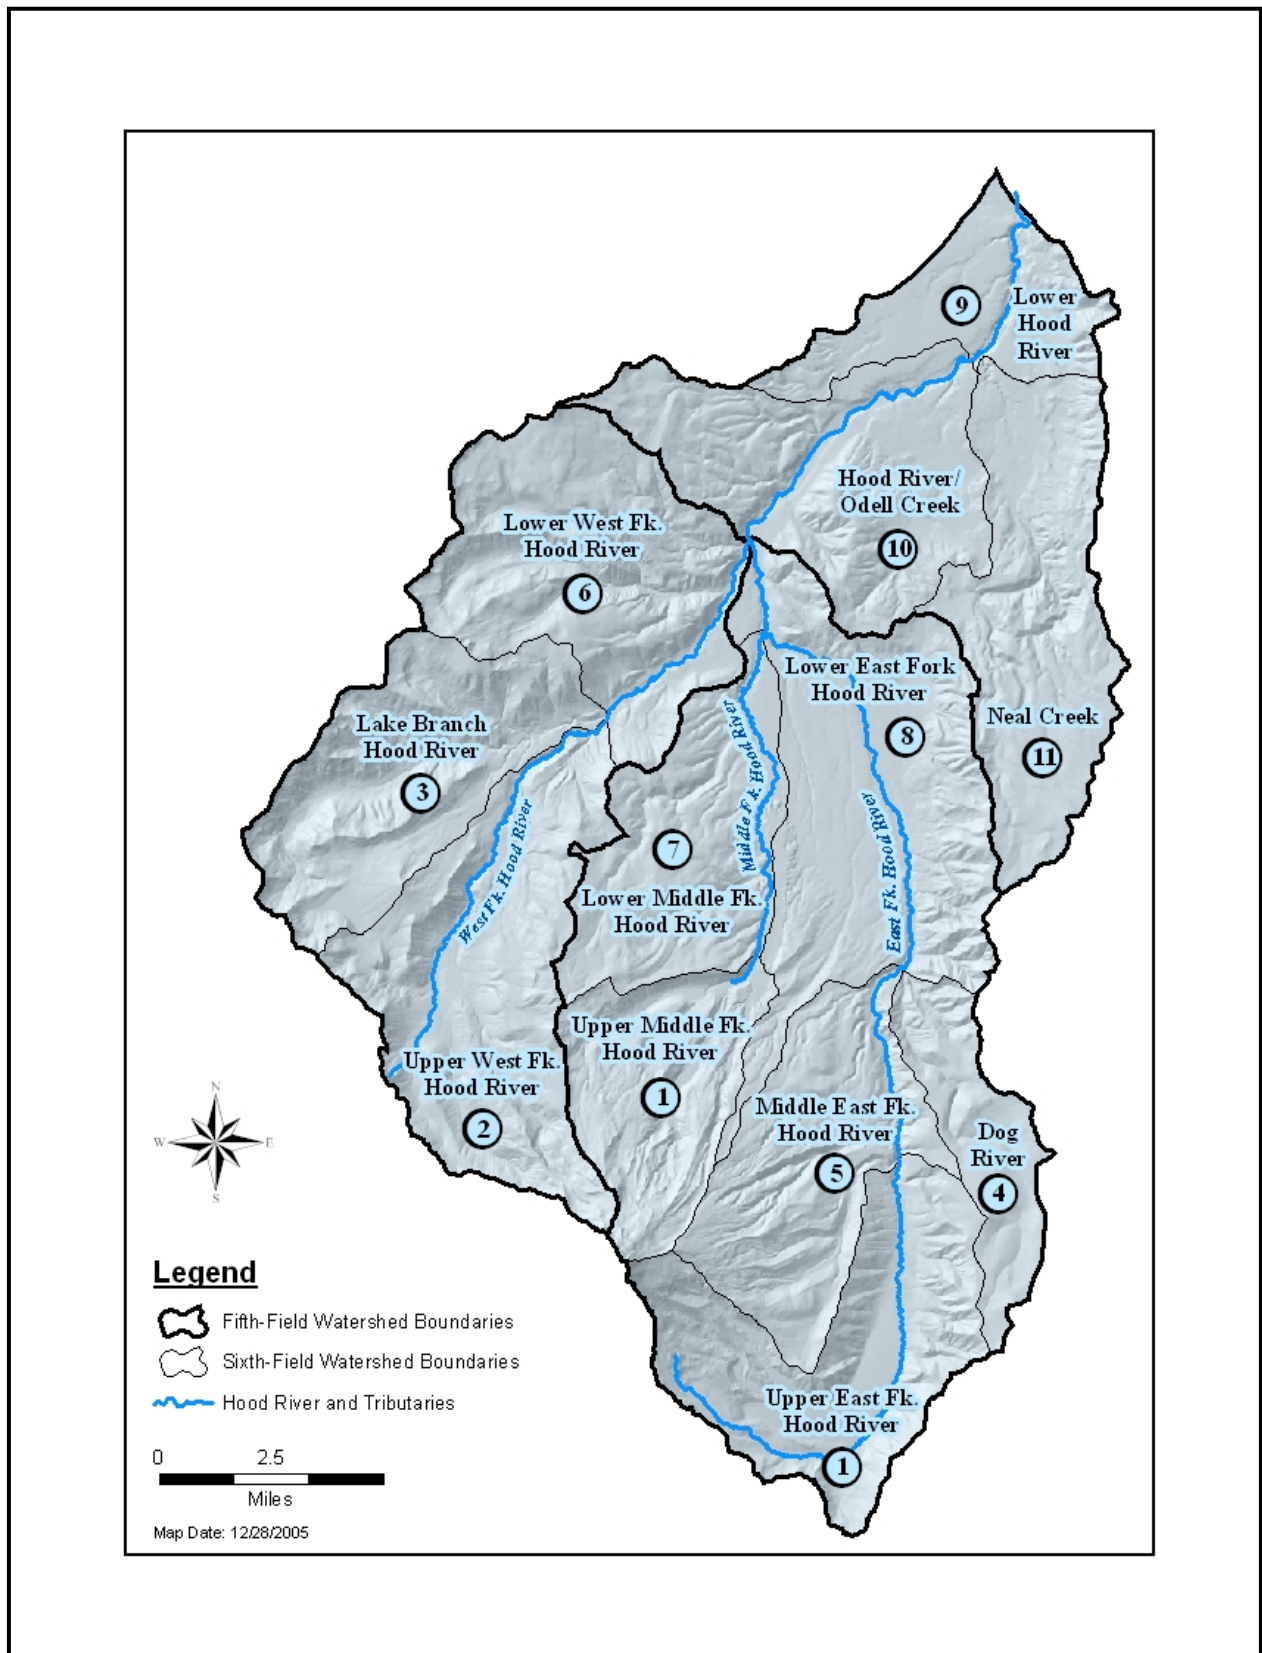 9
Lower
Hood
River
Hood River/
Odell Creek
10
Lower West Fk.
Hood River
6
Lower East Fork
Hood River
8
Neal Creek
11
Lake Branch
Hood River
3
Middle Fk. Hood River
West Fk. Hood River
East Fk. Hood River
7
Lower Middle Fk.
Hood River
Upper Middle Fk.
Hood River
1
Upper West Fk.
Hood River
2
Middle East Fk.
Hood River
5
Dog
River
4
Upper East Fk.
Hood River
1
N
W
E
S
Legend
Fifth-Field Watershed Boundaries
Sixth-Field Watershed Boundaries
Hood River and Tributaries
0 2.5
Miles
Map Date: 12/28/2005